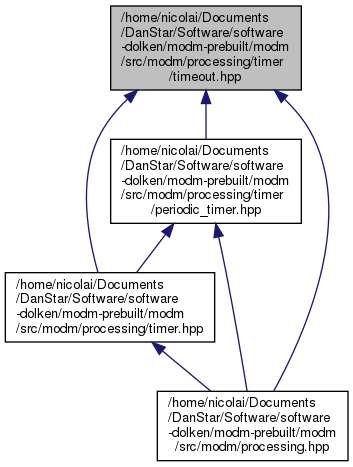 /home/nicolai/Documents
/DanStar/Software/software
-dolken/modm-prebuilt/modm
/src/modm/processing/timer
/timeout.hpp
/home/nicolai/Documents
/DanStar/Software/software
-dolken/modm-prebuilt/modm
/src/modm/processing/timer
/periodic_timer.hpp
/home/nicolai/Documents
/DanStar/Software/software
-dolken/modm-prebuilt/modm
/src/modm/processing/timer.hpp
/home/nicolai/Documents
/DanStar/Software/software
-dolken/modm-prebuilt/modm
/src/modm/processing.hpp